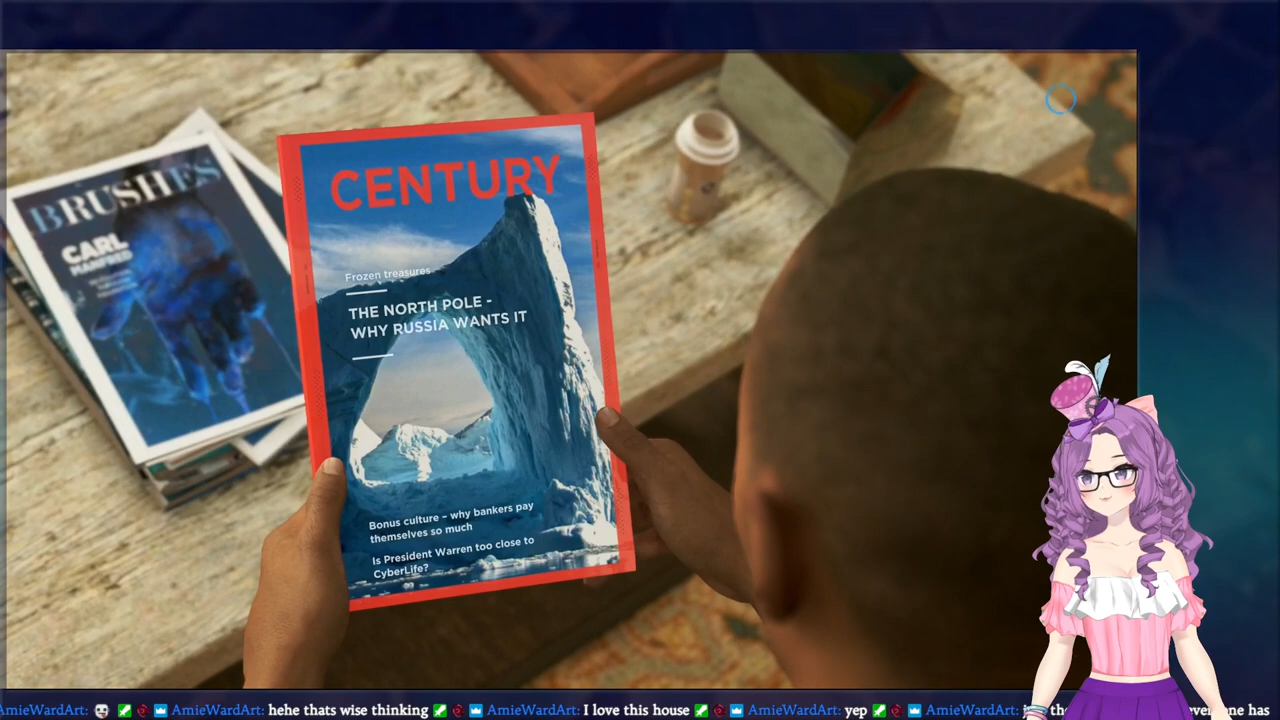 BRUSHES
CARL
MANFRED
CENTURY
Frozen treasures
THE NORTH POLE -
WHY RUSSIA WANTS IT
Bonus culture – why bankers pay
themselves so much
Is President Warren too close to
CyberLife?
AmieWardArt: AmieWardArt: hehe thats wise thinking AmieWardArt: I love this house AmieWardArt: yep AmieWardArt: has